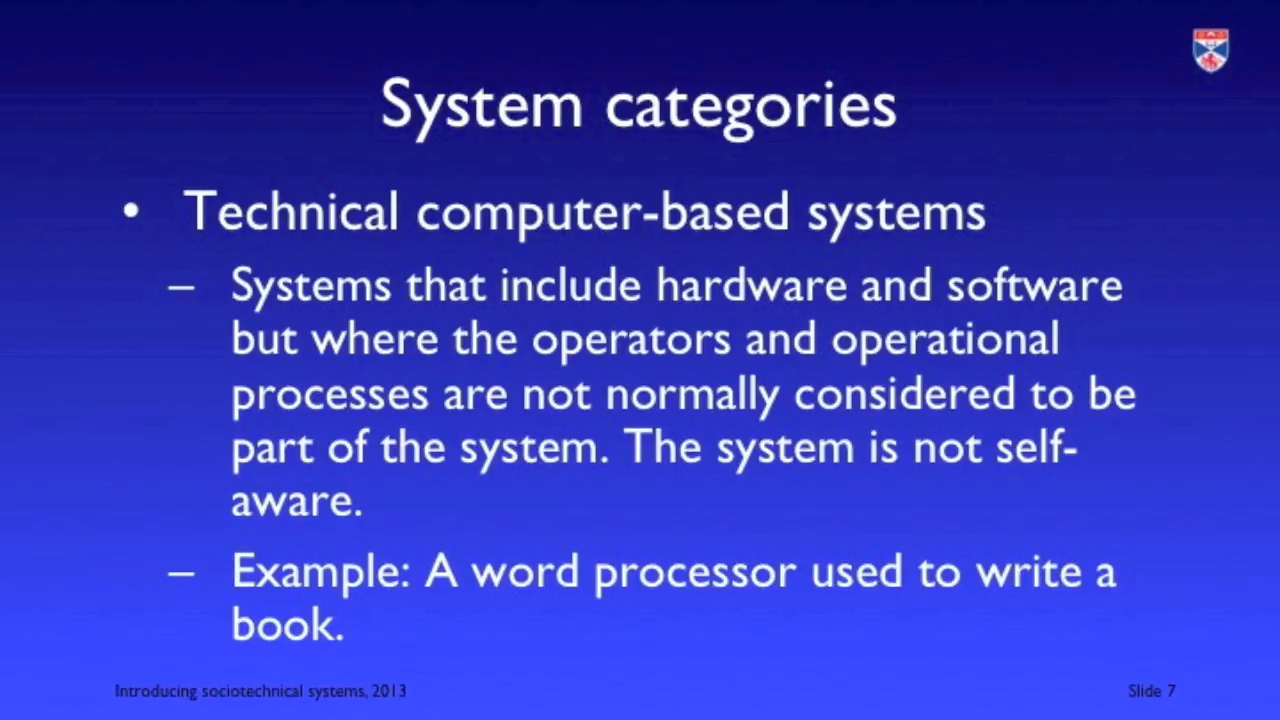 System categories
• Technical computer-based systems
– Systems that include hardware and software
but where the operators and operational
processes are not normally considered to be
part of the system. The system is not self-
aware.
– Example: A word processor used to write a
book.
Introducing sociotechnical systems, 2013
Slide 7